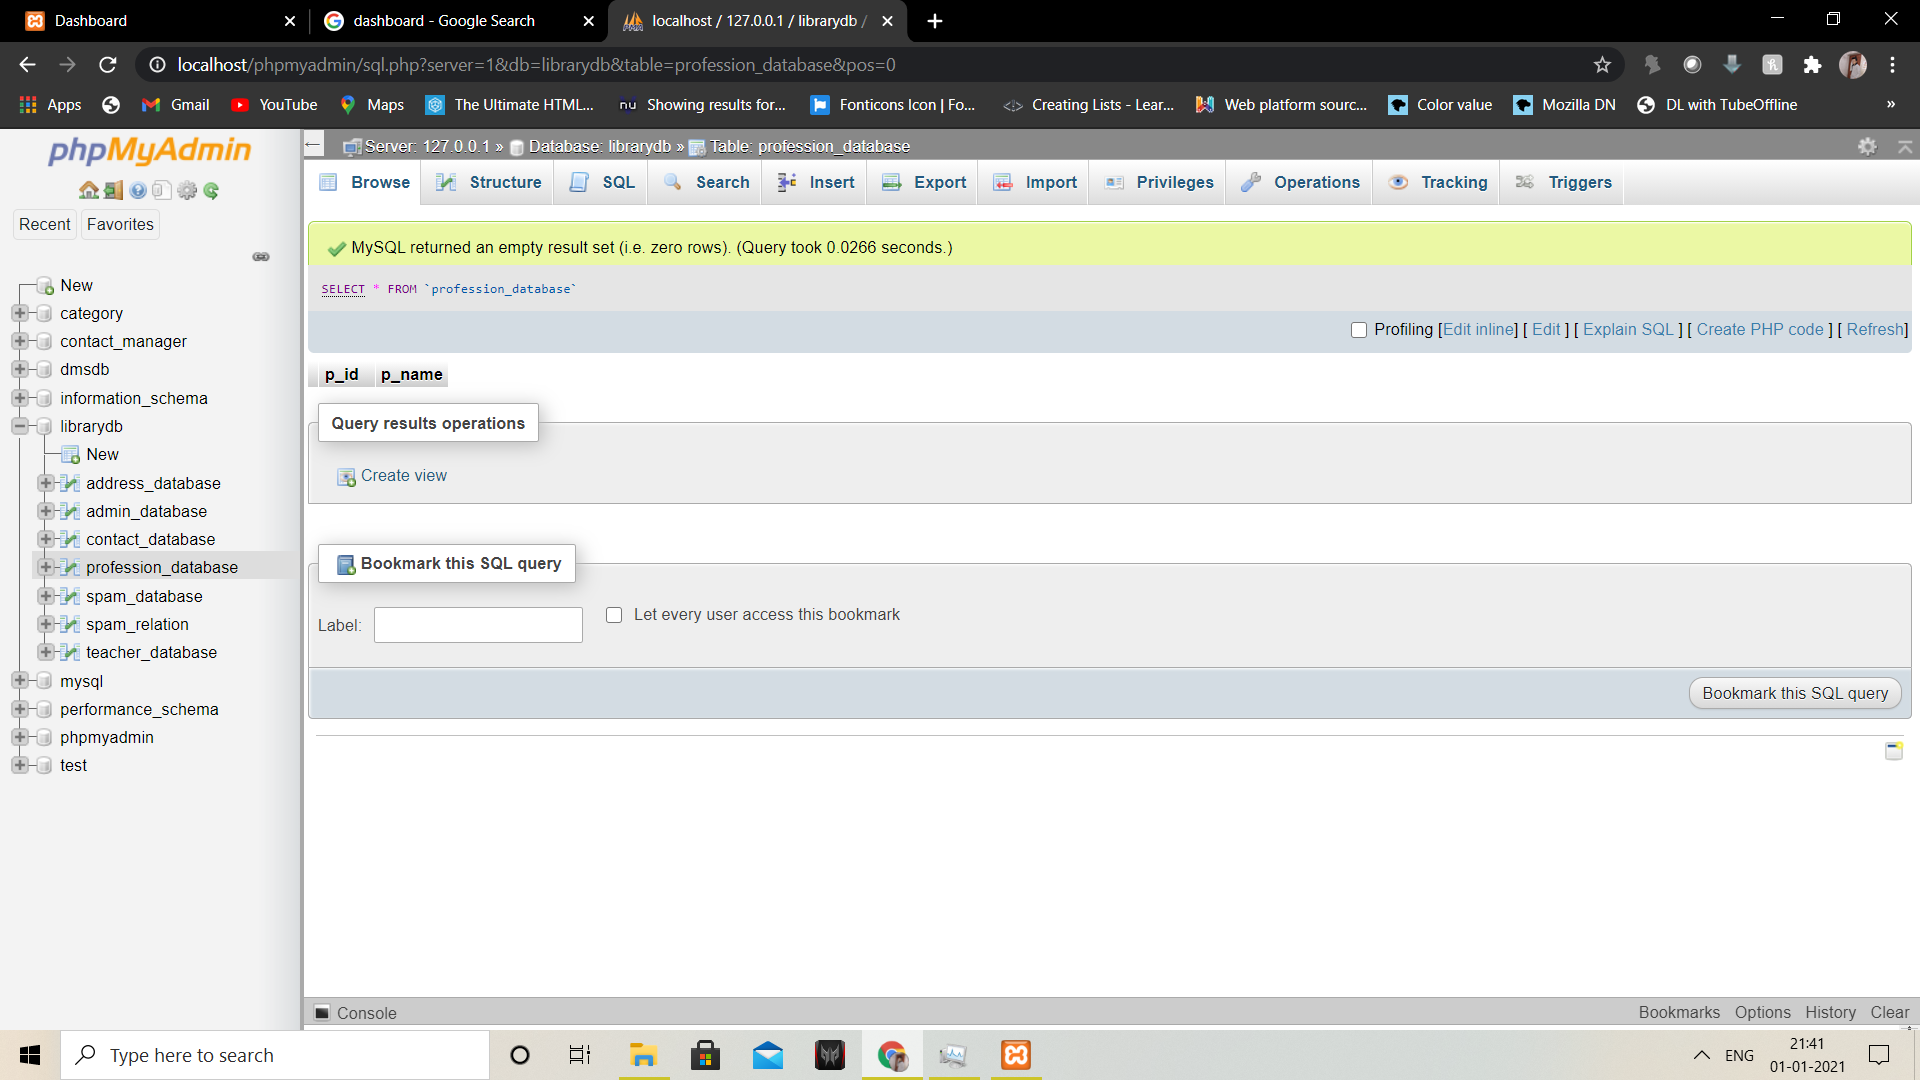 Dashboard
dashboard - Google Search
localhost / 127.0.0.1 / librarydb /
localhost/phpmyadmin/sql.php?server=1&db=librarydb&table=profession_database&pos=0
Apps
Gmail
YouTube
Maps
The Ultimate HTML...
nu
Showing results for...
Fonticons Icon | Fo...
Creating Lists - Lear...
Web platform sourc...
Color value
Mozilla DN
DL with TubeOffline
»
phpMyAdmin
Recent
Favorites
New
category
contact_manager
dmsdb
information_schema
librarydb
New
address_database
admin_database
contact_database
profession_database
spam_database
spam_relation
teacher_database
mysql
performance_schema
phpmyadmin
test
Server: 127.0.0.1 » Database: librarydb » Table: profession_database
Browse
Structure
SQL
Search
Insert
Export
Import
Privileges
Operations
Tracking
Triggers
MySQL returned an empty result set (i.e. zero rows). (Query took 0.0266 seconds.)
SELECT * FROM `profession_database`
Profiling [Edit inline] [ Edit ] [ Explain SQL ] [ Create PHP code ] [ Refresh]
p_id
p_name
Query results operations
Create view
Bookmark this SQL query
Label:
Let every user access this bookmark
Bookmark this SQL query
Console
Bookmarks
Options
History
Clear
Type here to search
ENG
21:41
01-01-2021